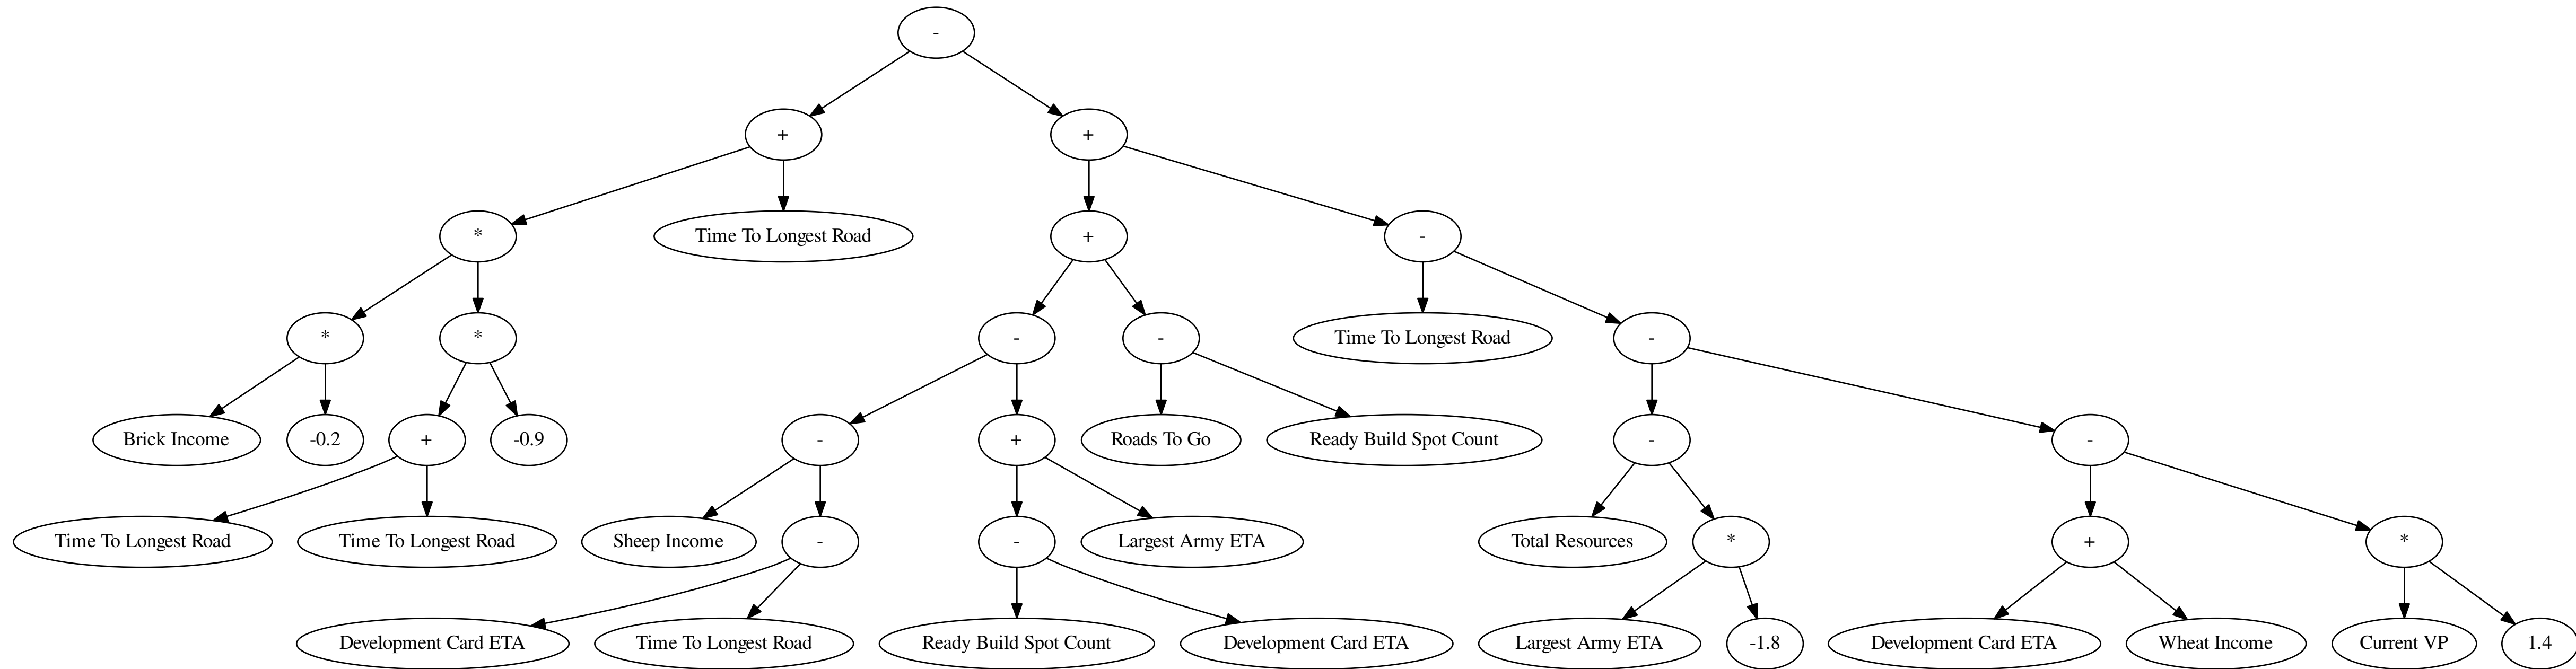 -
+ +
* Time To Longest Road + -
* * - - Time To Longest Road -
Brick Income -0.2 + -0.9 - + Roads To Go Ready Build Spot Count - -
Time To Longest Road Time To Longest Road Sheep Income - - Largest Army ETA Total Resources * + *
Development Card ETA Time To Longest Road Ready Build Spot Count Development Card ETA Largest Army ETA -1.8 Development Card ETA Wheat Income Current VP 1.4